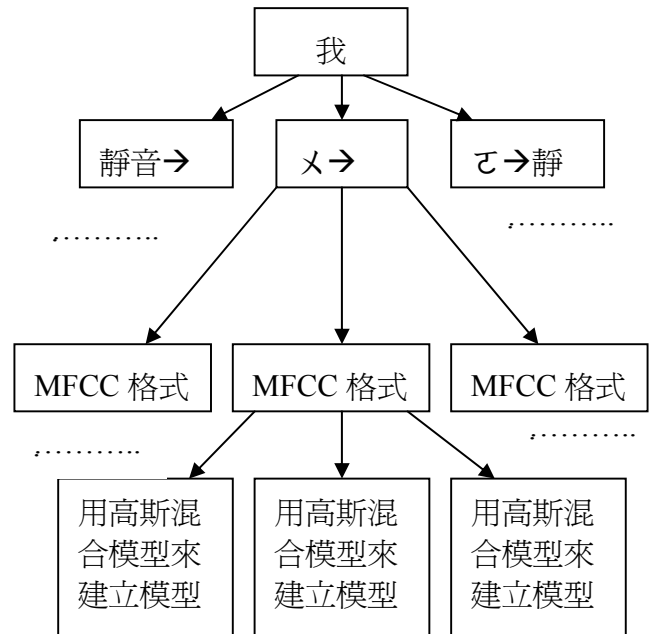 我
靜音→
ㄨ→
ㄛ→靜
...........
...........
MFCC 格式
MFCC 格式
MFCC 格式
...........
...........
用高斯混
合模型來
建立模型
用高斯混
合模型來
建立模型
用高斯混
合模型來
建立模型